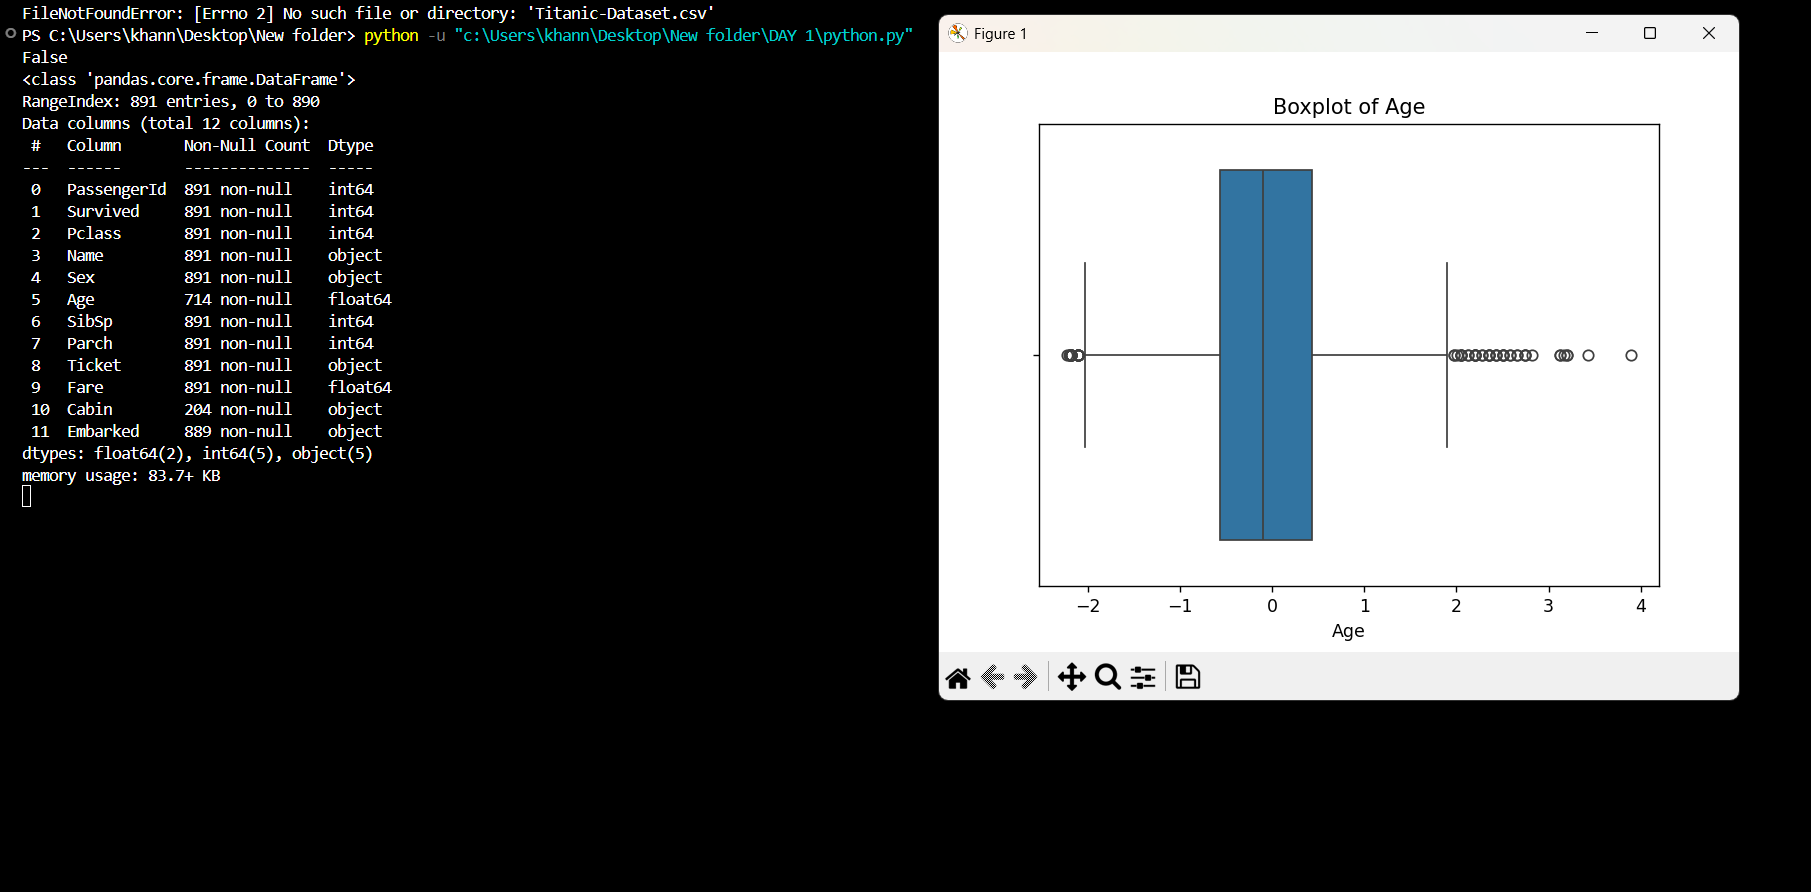 FileNotFoundError: [Errno 2] No such file or directory: 'Titanic-Dataset.csv'
PS C:\Users\khann\Desktop\New folder> python -u "c:\Users\khann\Desktop\New folder\DAY 1\python.py"
False
<class 'pandas.core.frame.DataFrame'>
RangeIndex: 891 entries, 0 to 890
Data columns (total 12 columns):
 #   Column       Non-Null Count  Dtype
---  ------       --------------  -----
 0   PassengerId  891 non-null    int64
 1   Survived     891 non-null    int64
 2   Pclass       891 non-null    int64
 3   Name         891 non-null    object
 4   Sex          891 non-null    object
 5   Age          714 non-null    float64
 6   SibSp        891 non-null    int64
 7   Parch        891 non-null    int64
 8   Ticket       891 non-null    object
 9   Fare         891 non-null    float64
 10  Cabin        204 non-null    object
 11  Embarked     889 non-null    object
dtypes: float64(2), int64(5), object(5)
memory usage: 83.7+ KB
Figure 1
Boxplot of Age
−2 −1 0 1 2 3 4
Age